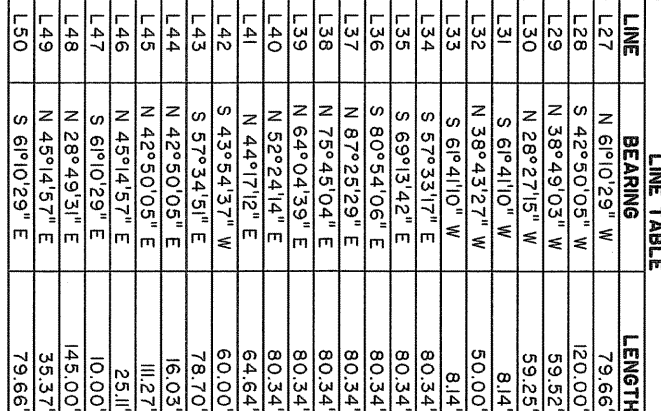 LINE TABLE
LINE BEARING LENGTH
L27 N 61°10'29" W 79.66'
L28 S 42°50'05" W 120.00'
L29 N 38°49'03" W 59.52'
L30 N 28°27'15" W 59.25'
L31 S 61°41'10" W 8.14'
L32 N 38°43'27" W 50.00'
L33 S 61°41'10" W 8.14'
L34 S 57°33'17" E 80.34'
L35 S 69°13'42" E 80.34'
L36 S 80°54'06" E 80.34'
L37 N 87°25'29" E 80.34'
L38 N 75°45'04" E 80.34'
L39 N 64°04'39" E 80.34'
L40 N 52°24'14" E 80.34'
L41 N 44°17'12" E 64.64'
L42 S 43°54'37" W 60.00'
L43 S 57°34'51" E 78.70'
L44 N 42°50'05" E 16.03'
L45 N 42°50'05" E 111.27'
L46 N 45°14'57" E 25.11'
L47 S 61°10'29" E 10.00'
L48 N 28°49'31" E 145.00'
L49 N 45°14'57" E 35.37'
L50 S 61°10'29" E 79.66'